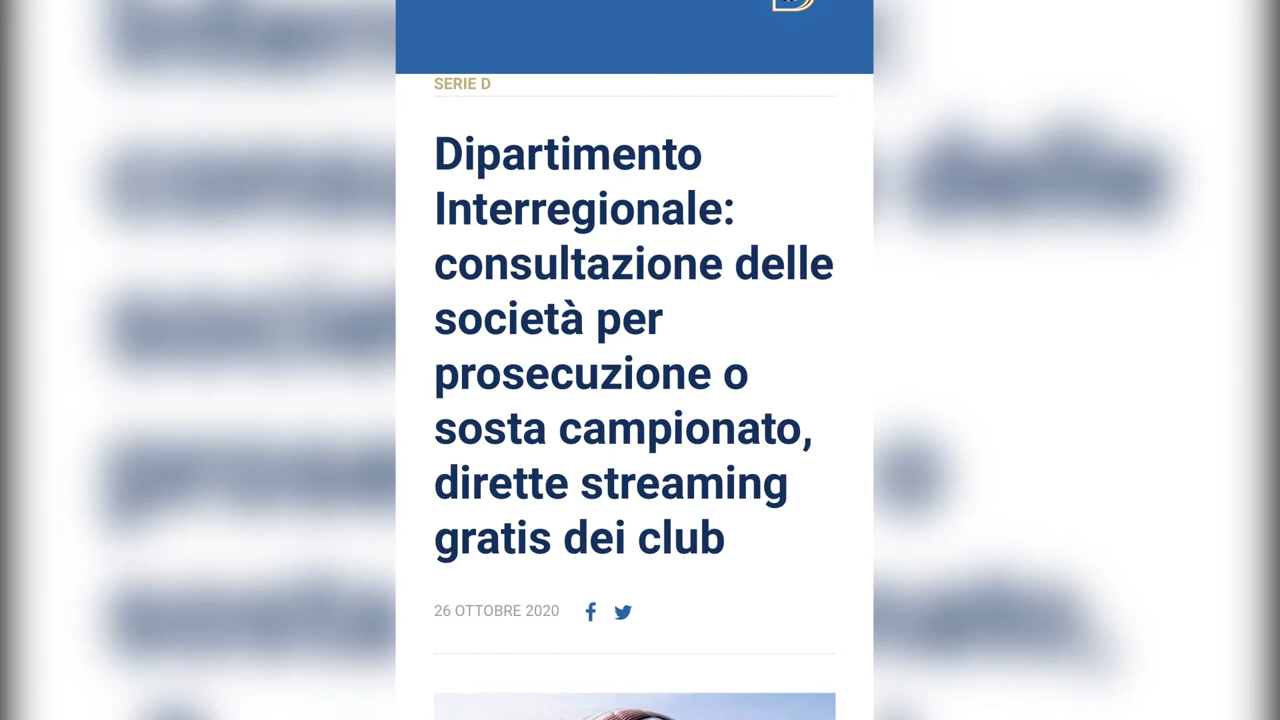 SERIE D
Dipartimento
Interregionale:
consultazione delle
società per
prosecuzione o
sosta campionato,
dirette streaming
gratis dei club
26 OTTOBRE 2020